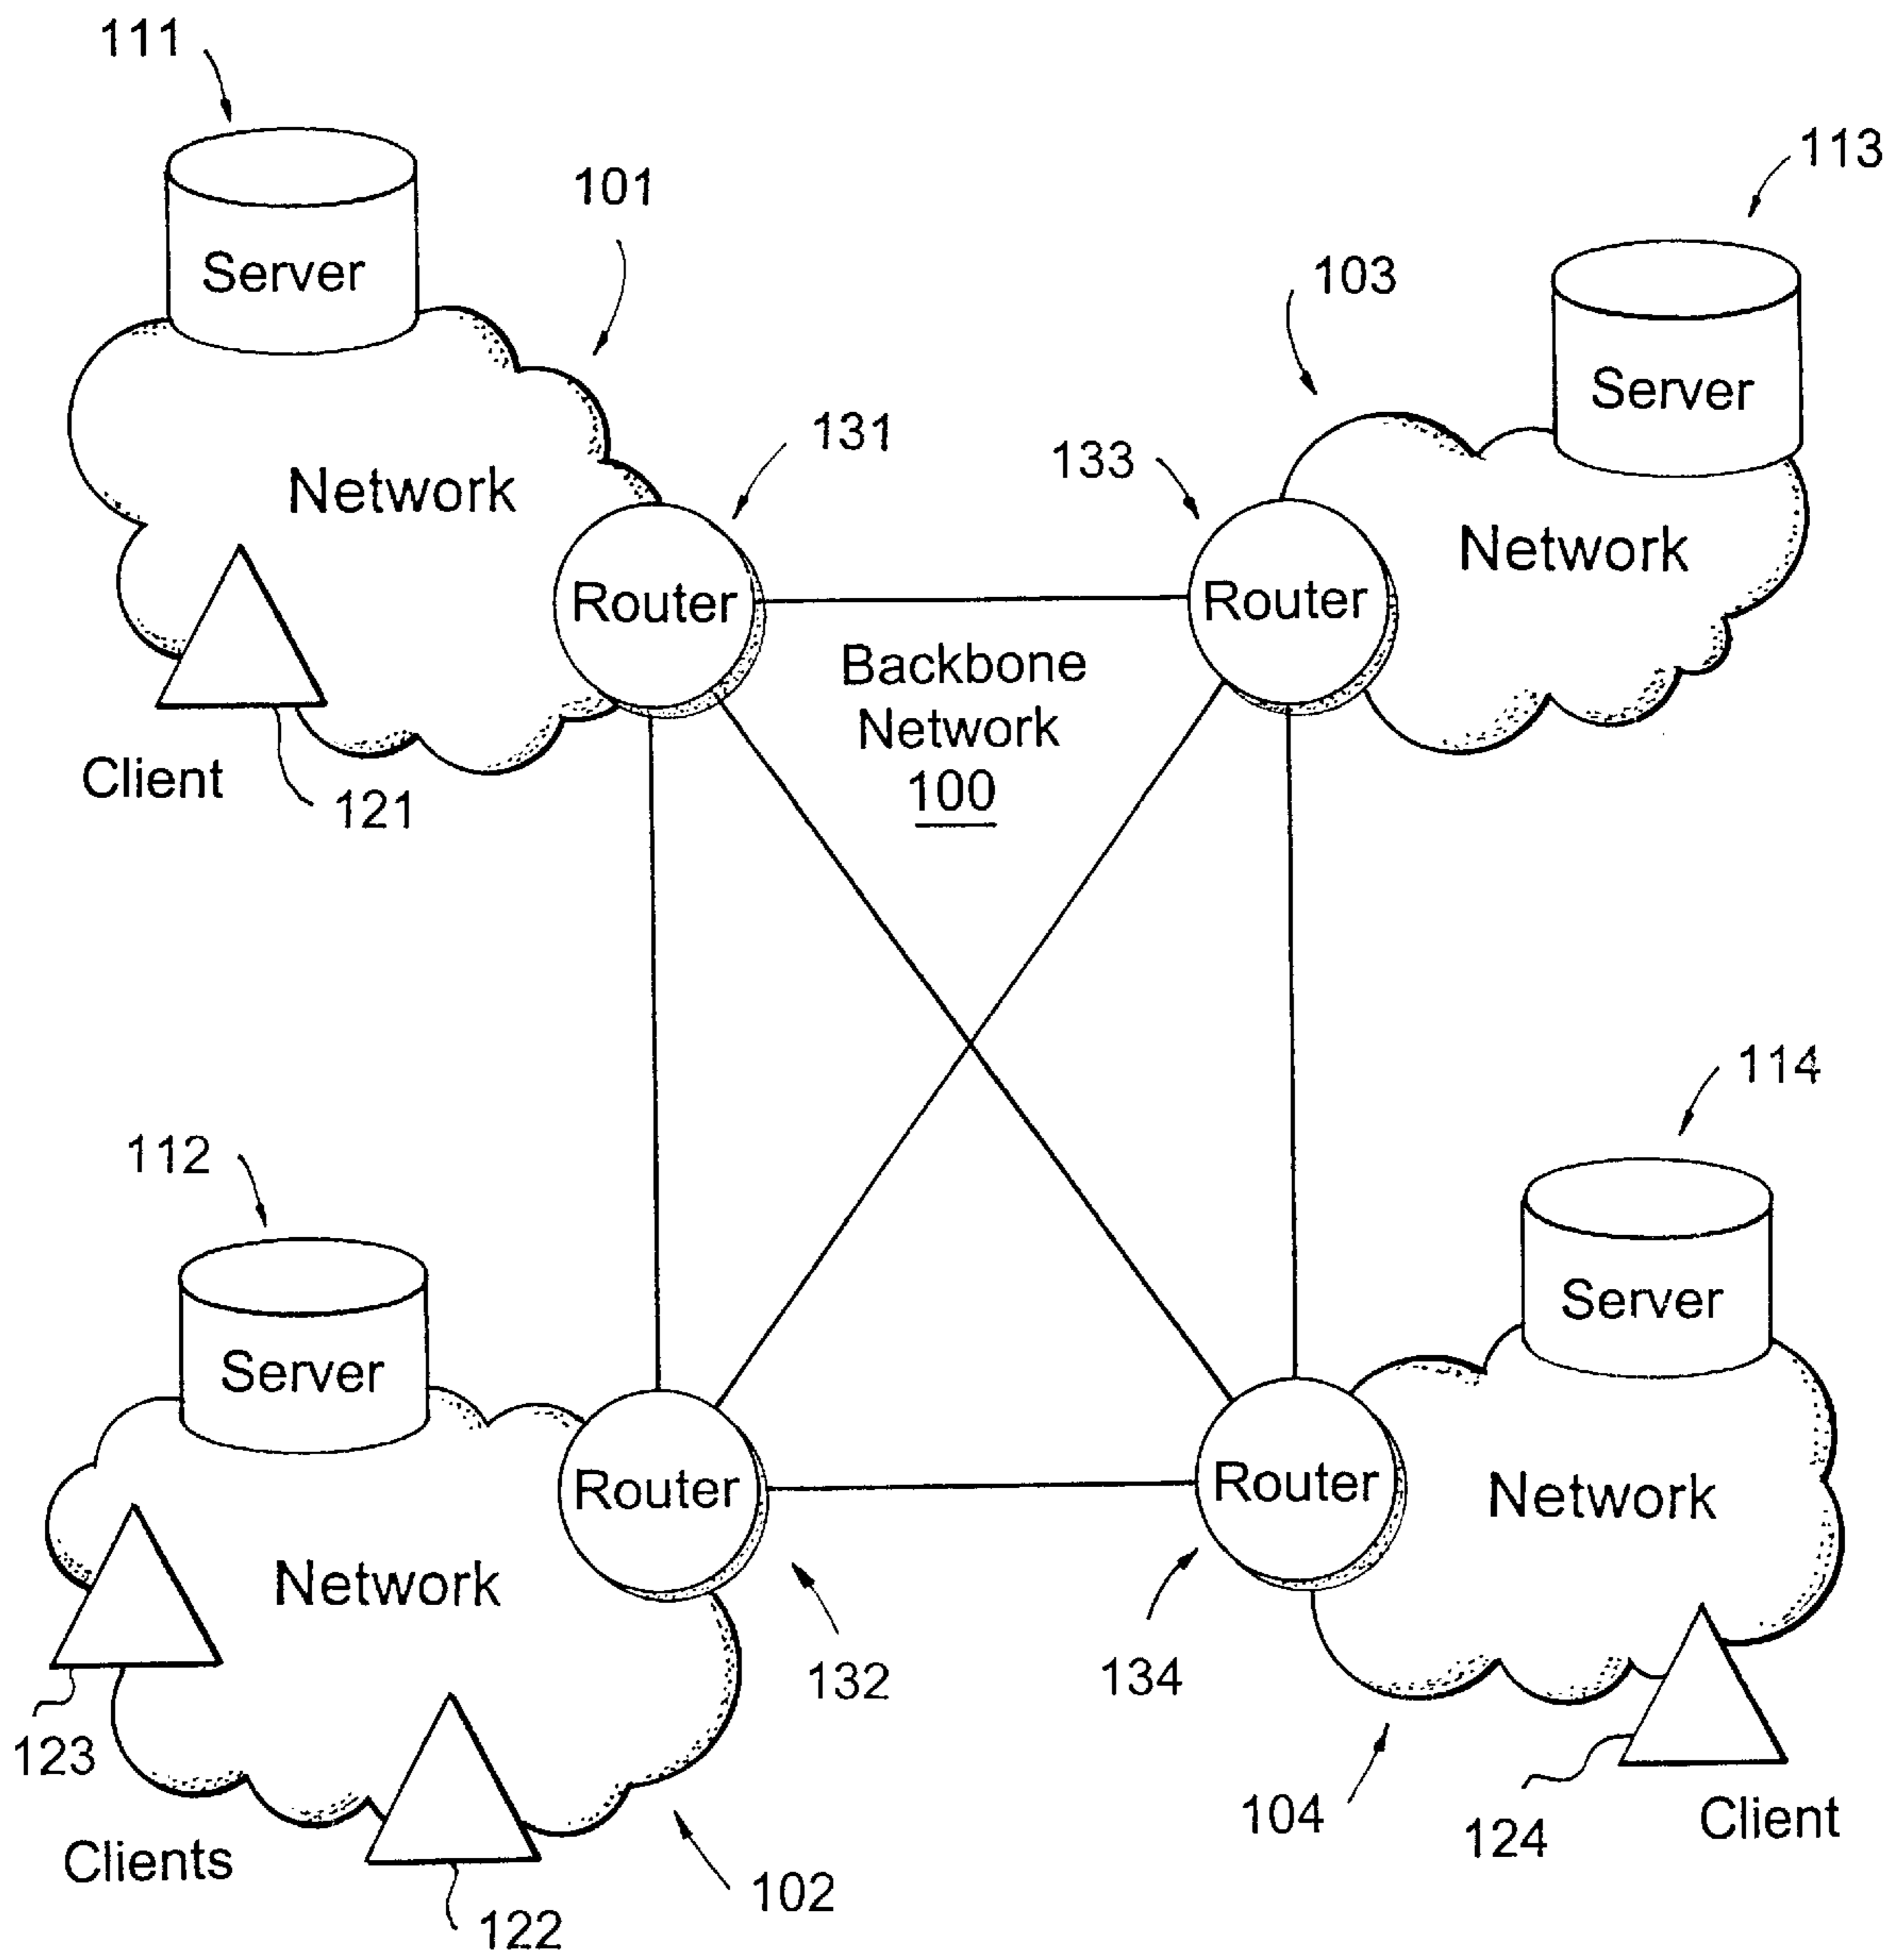 111
113
101
Server
103
Server
131
133
Network
Network
Router
Router
Backbone
Network
100
Client
121
114
112
Server
Server
Router
Router
Network
Network
132
134
123
104
Client
124
Clients
102
122